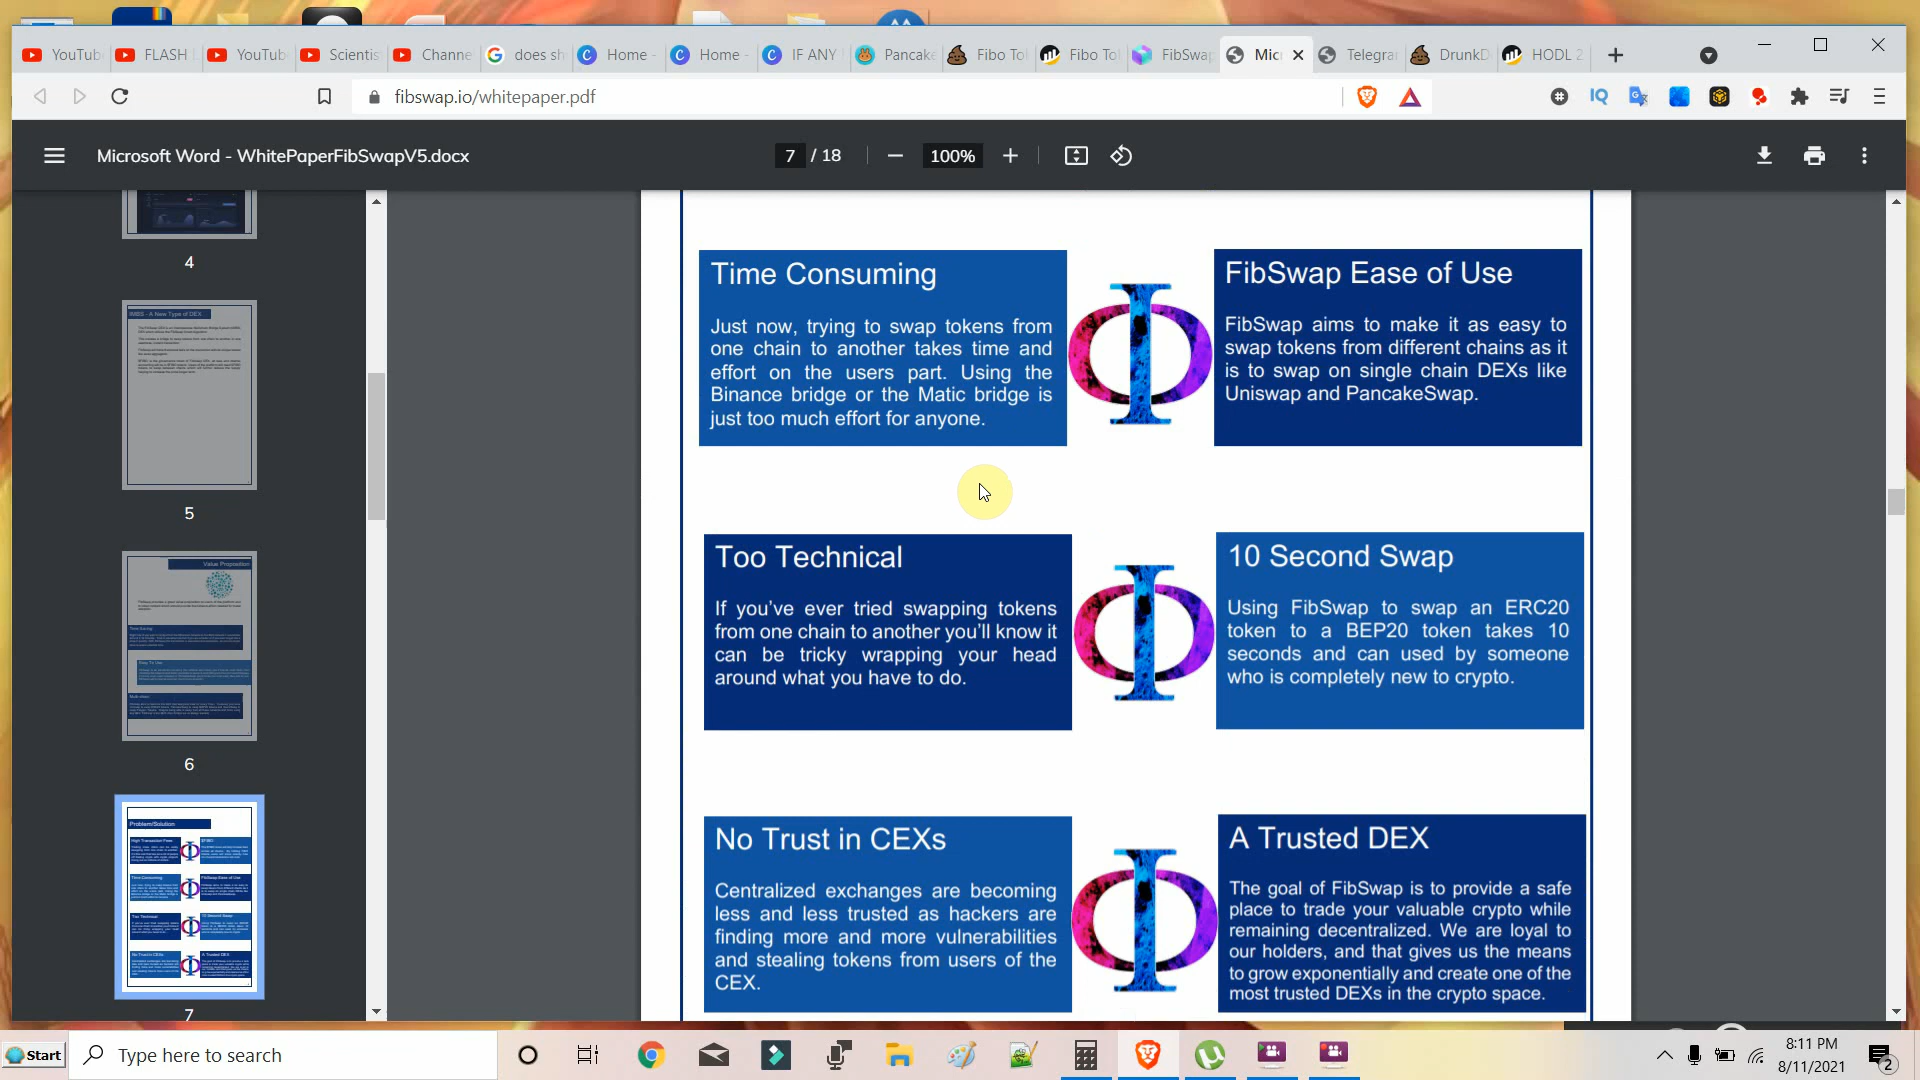 YouTub
FLASH
YouTub
Scientis
Channe
does sh
Home -
Home -
IF ANY
Pancake
Fibo To
Fibo To
FibSwap
Mic
Telegra
DrunkD
HODL 2
fibswap.io/whitepaper.pdf
IQ
Microsoft Word - WhitePaperFibSwapV5.docx
7 / 18
100%
4
IMBS - A New Type of DEX
5
Value Proposition
6
Problem/Solution
7
Time Consuming
Just now, trying to swap tokens from
one chain to another takes time and
effort on the users part. Using the
Binance bridge or the Matic bridge is
just too much effort for anyone.
FibSwap Ease of Use
FibSwap aims to make it as easy to
swap tokens from different chains as it
is to swap on single chain DEXs like
Uniswap and PancakeSwap.
Too Technical
If you've ever tried swapping tokens
from one chain to another you'll know it
can be tricky wrapping your head
around what you have to do.
10 Second Swap
Using FibSwap to swap an ERC20
token to a BEP20 token takes 10
seconds and can used by someone
who is completely new to crypto.
No Trust in CEXs
Centralized exchanges are becoming
less and less trusted as hackers are
finding more and more vulnerabilities
and stealing tokens from users of the
CEX.
A Trusted DEX
The goal of FibSwap is to provide a safe
place to trade your valuable crypto while
remaining decentralized. We are loyal to
our holders, and that gives us the means
to grow exponentially and create one of the
most trusted DEXs in the crypto space.
Start
Type here to search
8:11 PM
8/11/2021
2